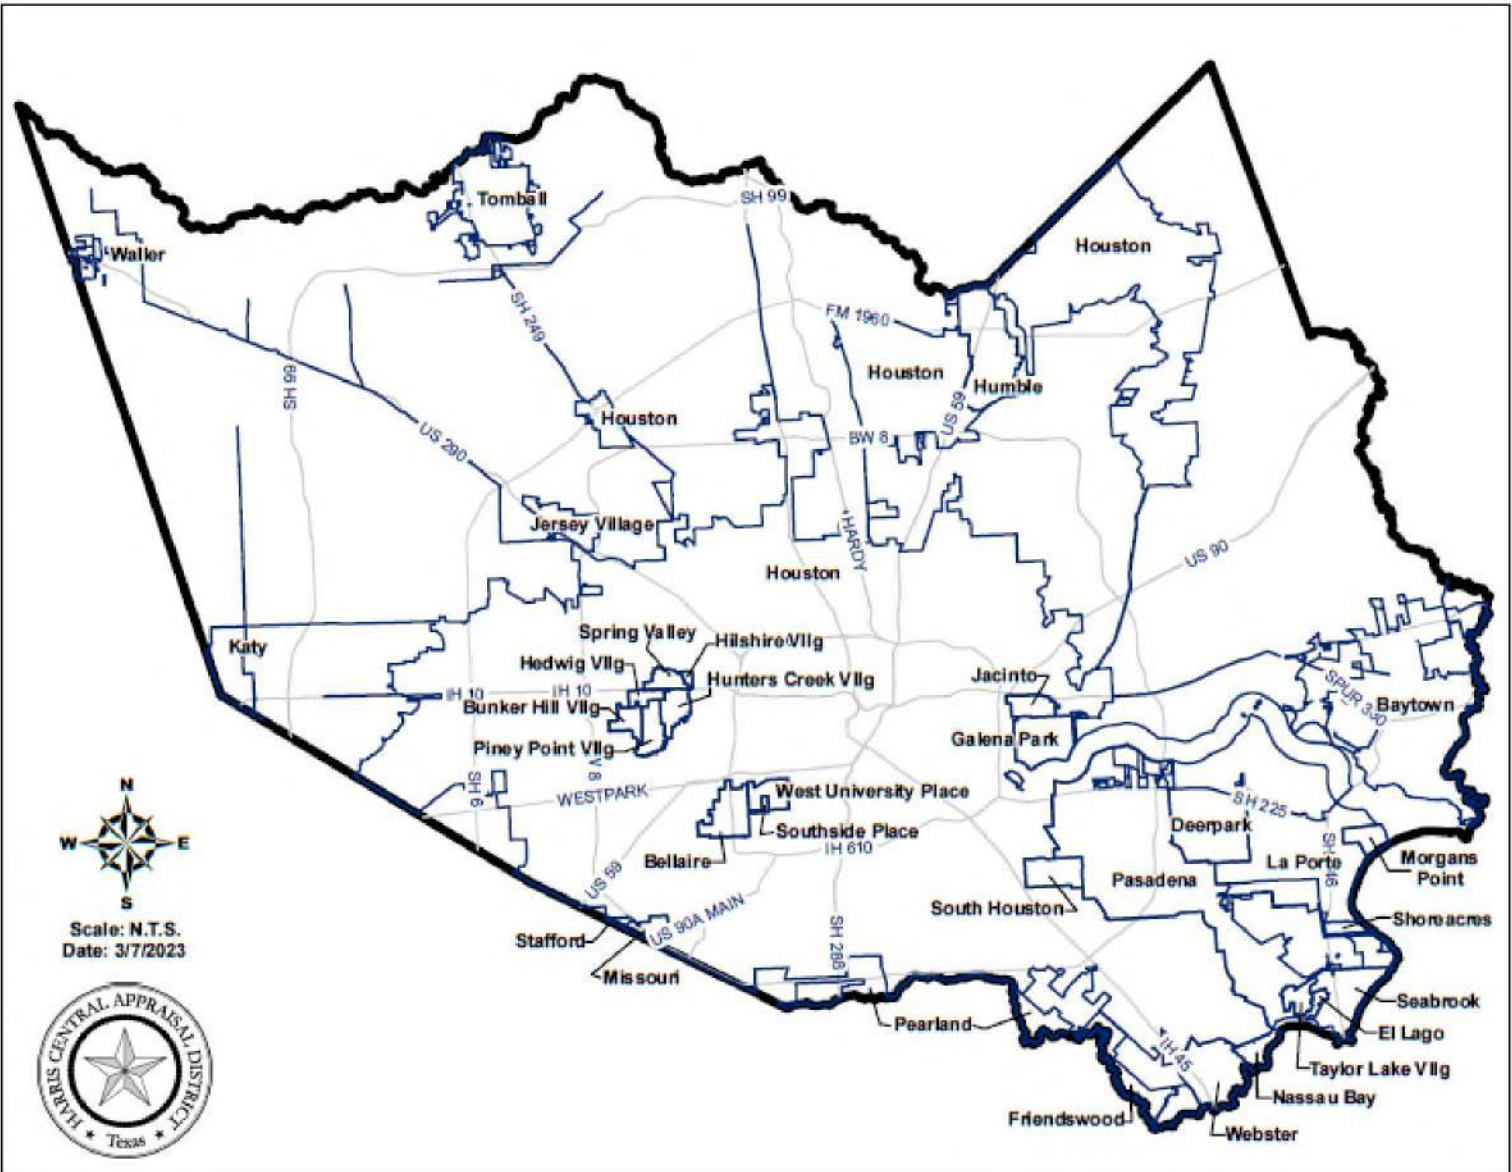 SH 99
Tomball
Houston
Waller
SH 249
FM 1960
Houston
Humble
SH 99
US 59
Houston
US 290
BW 8
Jersey Village
HARDY
US 90
Houston
Spring Valley
Hilshire Vllg
Katy
Hedwig Vllg
Hunters Creek Vllg
Jacinto
IH 10
IH 10
SPUR 330
Bunker Hill Vllg
Baytown
Galena Park
Piney Point Vllg
SH 6
WESTPARK
West University Place
SH 225
Southside Place
Deerpark
IH 610
Bellaire
La Porte
SH 146
Morgans
Point
US 59
Pasadena
South Houston
US 90A MAIN
SH 288
Shoreacres
Stafford
Missouri
Seabrook
Pearland
El Lago
IH 45
Taylor Lake Vllg
Nassau Bay
Friendswood
Webster
N
W
E
S
Scale: N.T.S.
Date: 3/7/2023
HARRIS CENTRAL APPRAISAL DISTRICT
Texas